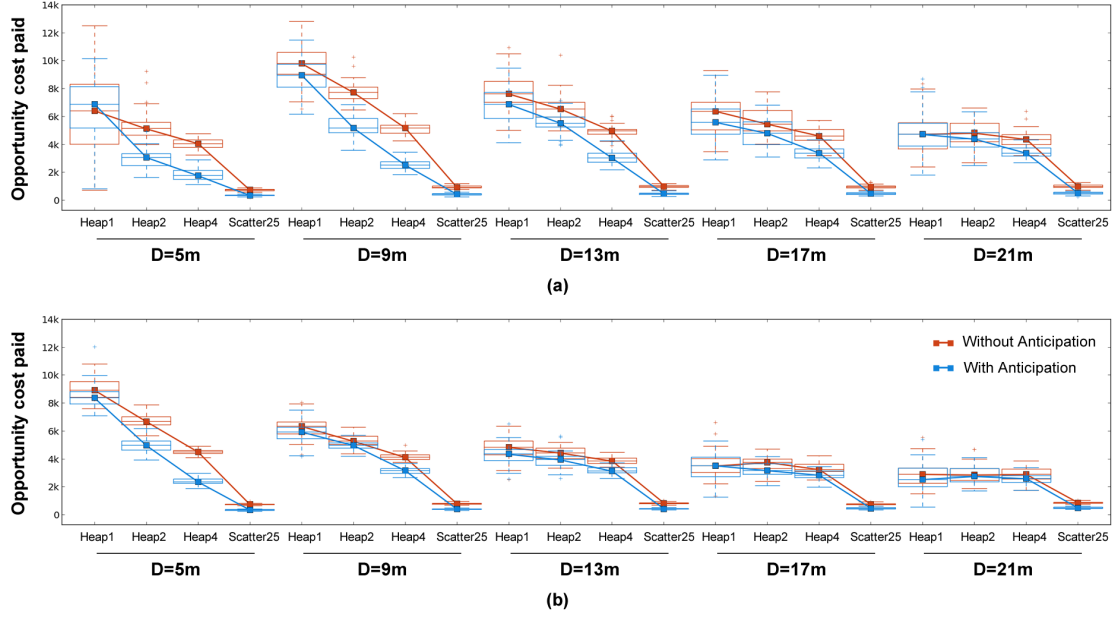 Opportunity cost paid
14k
12k
10k
8k
6k
4k
2k
0
Heap1 Heap2 Heap4 Scatter25 Heap1 Heap2 Heap4 Scatter25 Heap1 Heap2 Heap4 Scatter25 Heap1 Heap2 Heap4 Scatter25 Heap1 Heap2 Heap4 Scatter25
D=5m D=9m D=13m D=17m D=21m
(a)
Opportunity cost paid
14k
12k
10k
8k
6k
4k
2k
0
Without Anticipation
With Anticipation
Heap1 Heap2 Heap4 Scatter25 Heap1 Heap2 Heap4 Scatter25 Heap1 Heap2 Heap4 Scatter25 Heap1 Heap2 Heap4 Scatter25 Heap1 Heap2 Heap4 Scatter25
D=5m D=9m D=13m D=17m D=21m
(b)